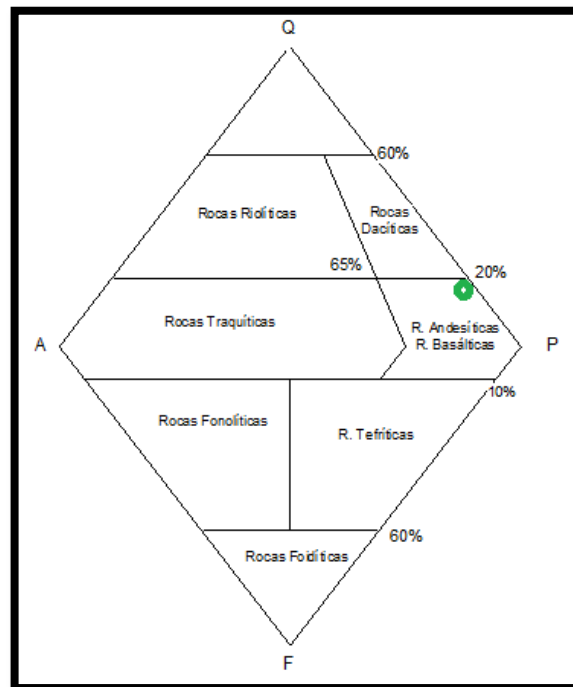 Q
60%
Rocas Riolíticas
Rocas
Dacíticas
65%
20%
Rocas Traquíticas
R. Andesíticas
R. Basálticas
A
P
10%
Rocas Fonolíticas
R. Tefríticas
60%
Rocas Foidíticas
F